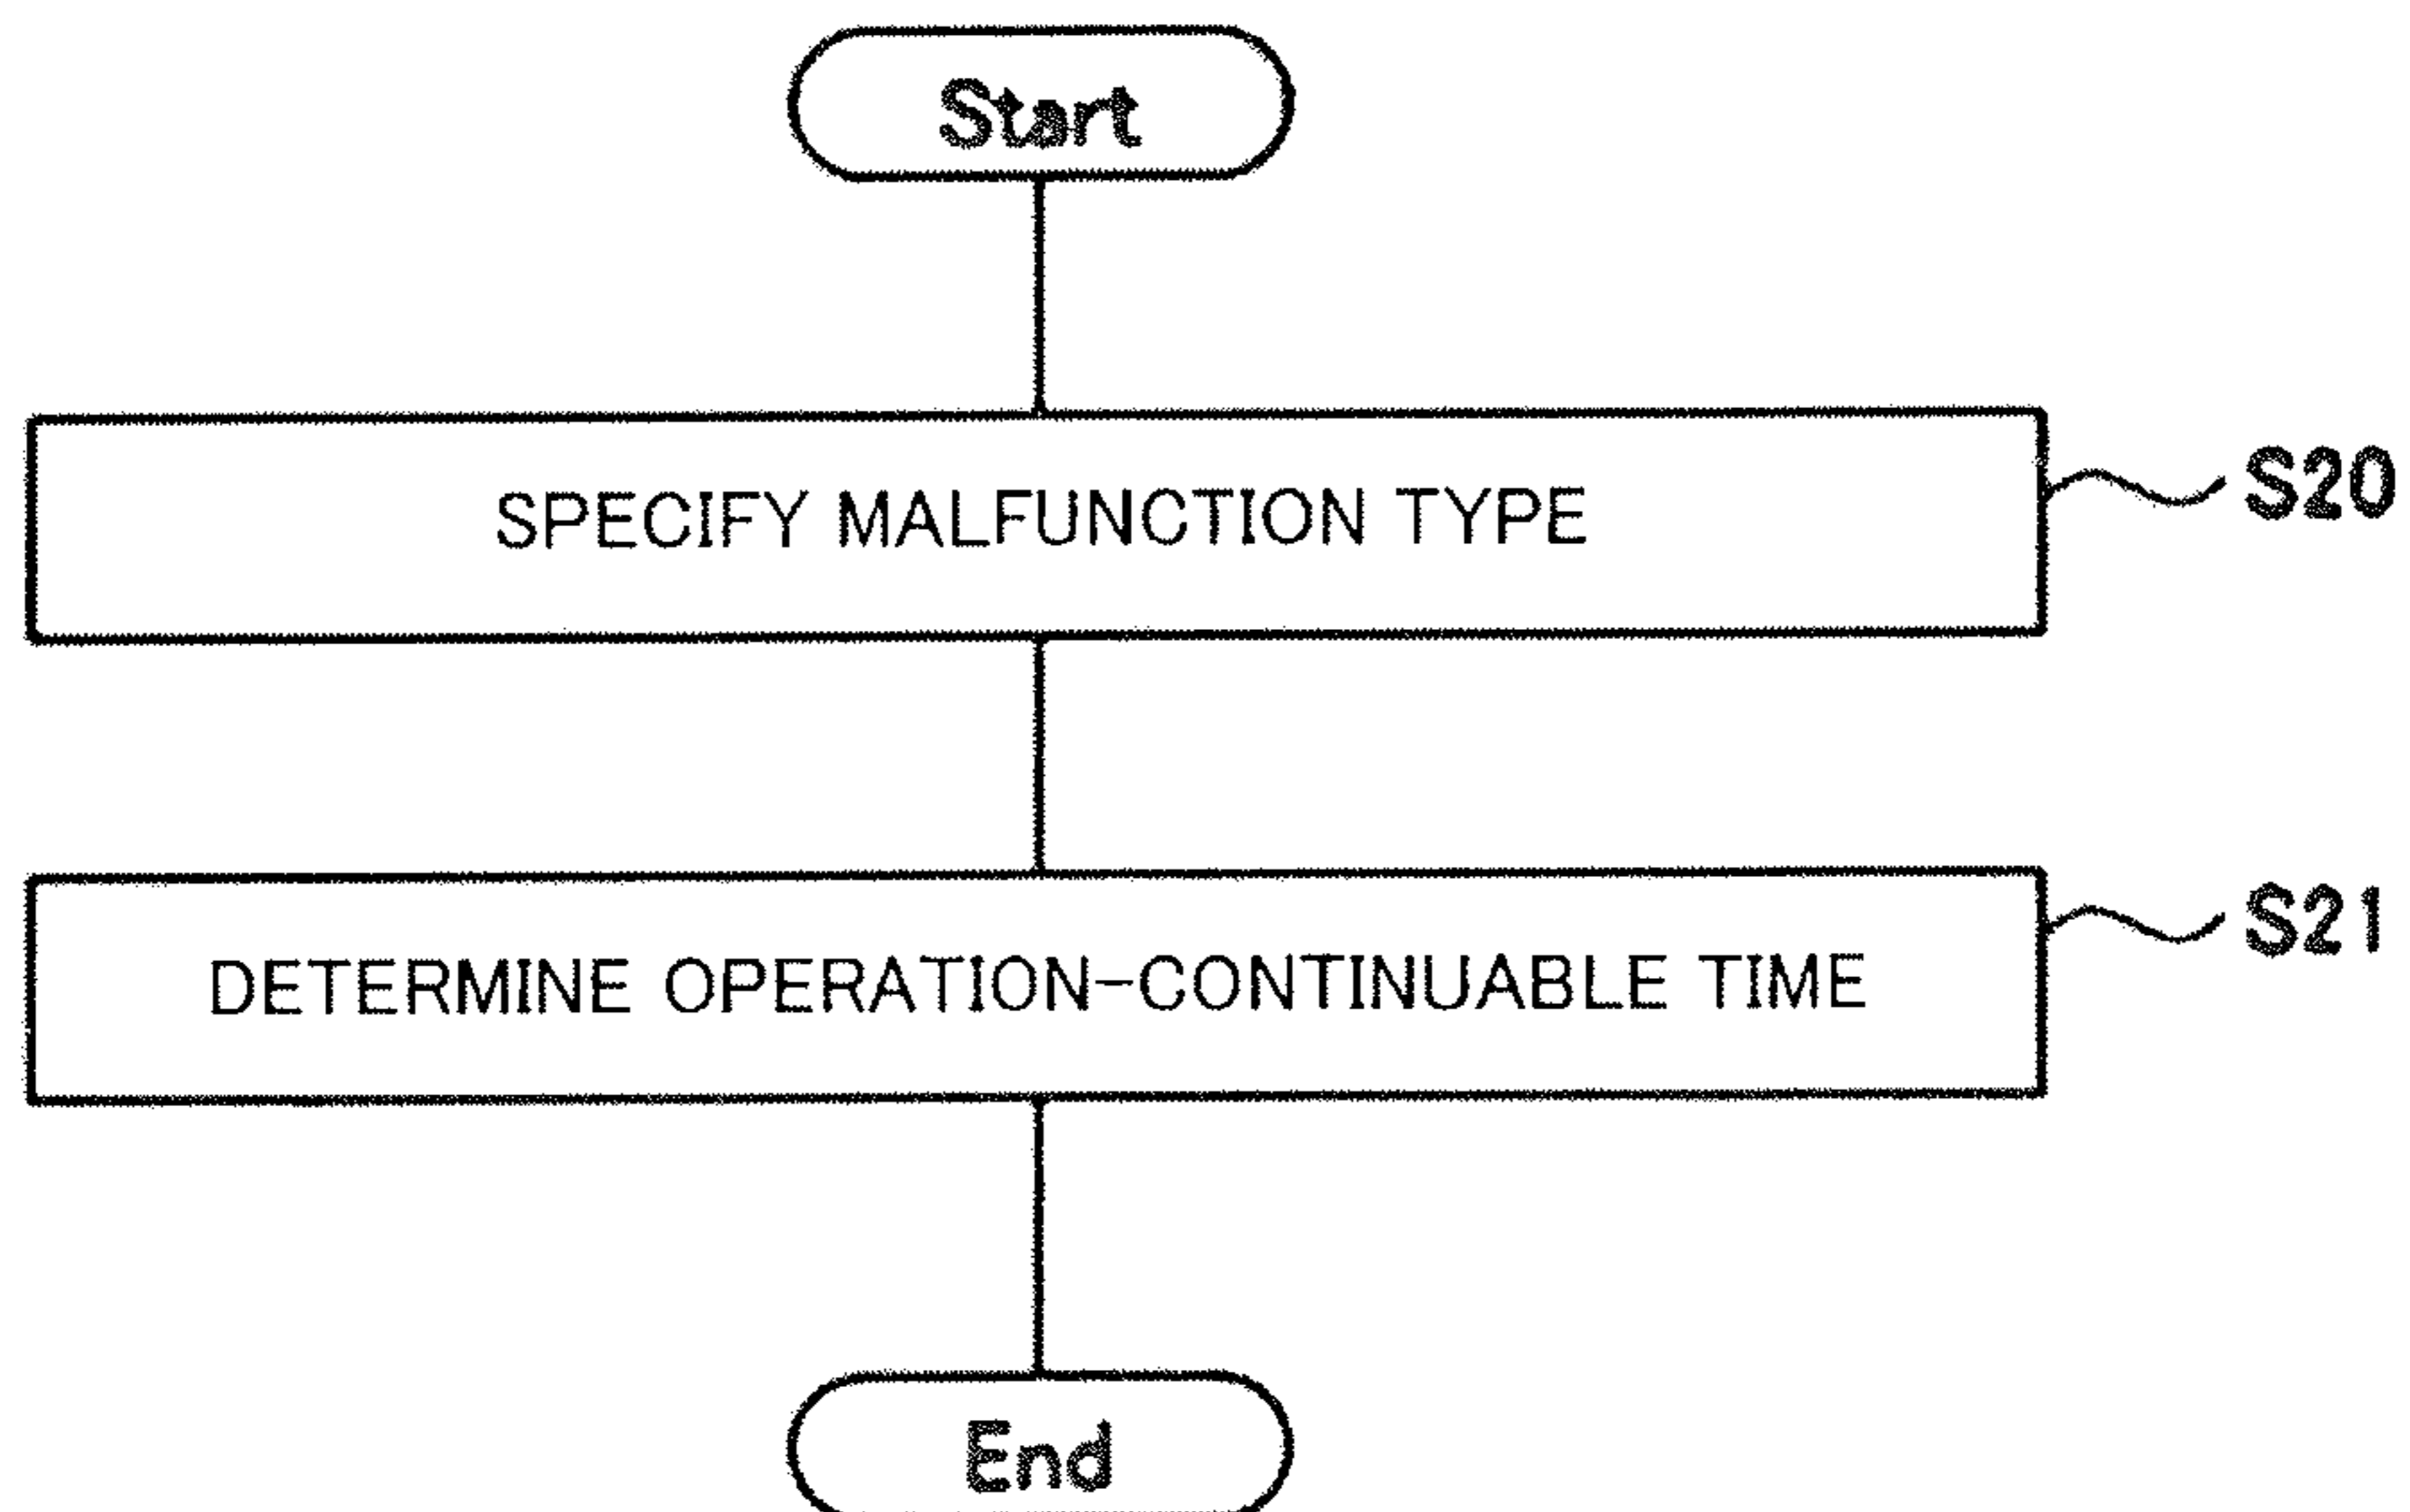 Start
SPECIFY MALFUNCTION TYPE
S20
DETERMINE OPERATION-CONTINUABLE TIME
S21
End